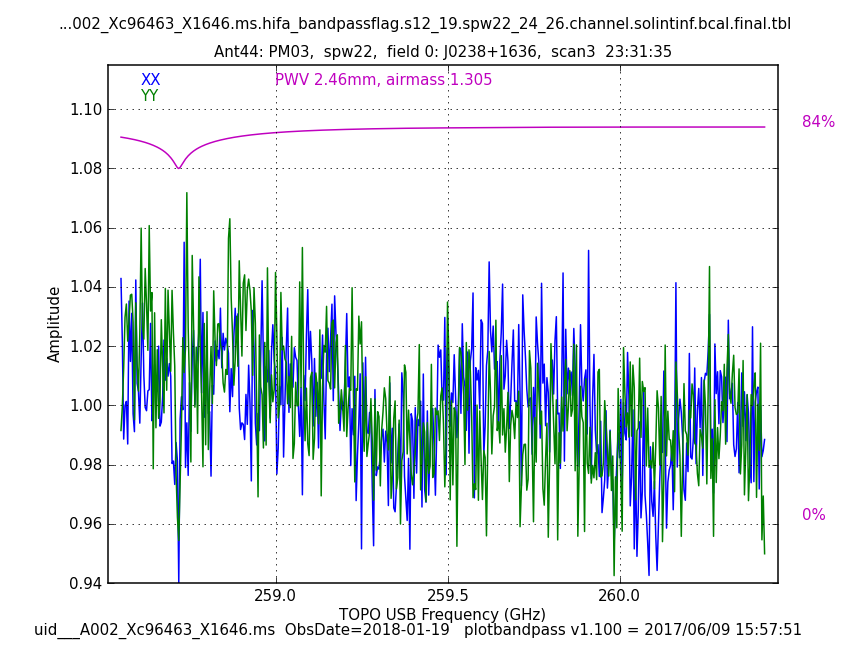 ...002_Xc96463_X1646.ms.hifa_bandpassflag.s12_19.spw22_24_26.channel.solintinf.bcal.final.tbl
Ant44: PM03, spw22, field 0: J0238+1636, scan3 23:31:35
XX
PWV 2.46mm, airmass 1.305
YY
1.10
84%
1.08
1.06
1.04
Amplitude
1.02
1.00
0.98
0.96
0%
0.94
259.0 259.5 260.0
TOPO USB Frequency (GHz)
uid___A002_Xc96463_X1646.ms ObsDate=2018-01-19 plotbandpass v1.100 = 2017/06/09 15:57:51